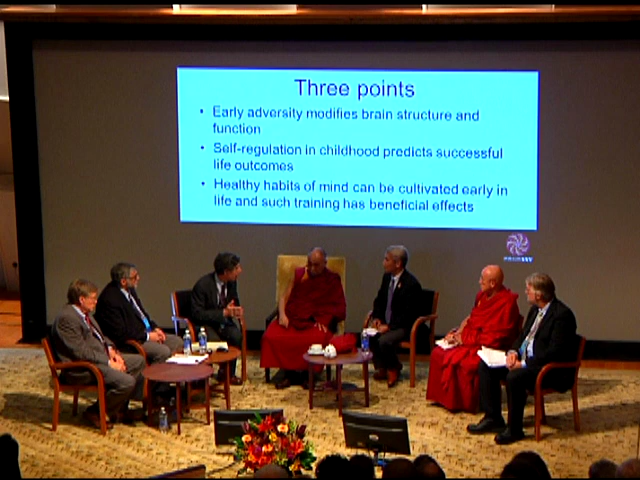 Three points
• Early adversity modifies brain structure and
function
• Self-regulation in childhood predicts successful
life outcomes
• Healthy habits of mind can be cultivated early in
life and such training has beneficial effects